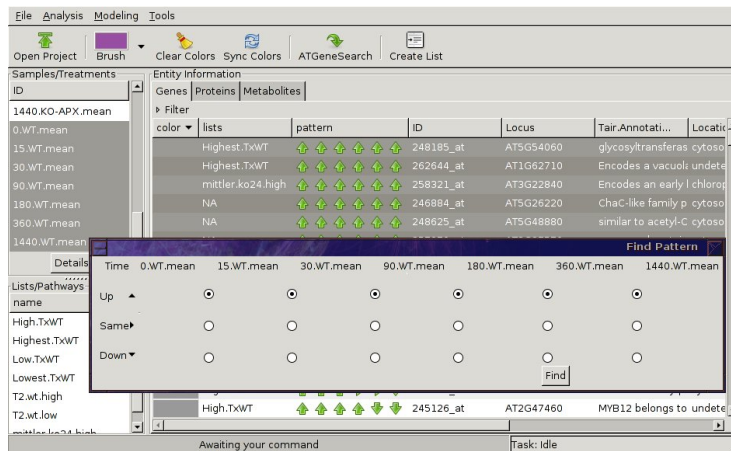 File Analysis Modeling Tools
Open Project Brush Clear Colors Sync Colors ATGeneSearch Create List
Samples/Treatments
ID
1440.KO-APX.mean
0.WT.mean
15.WT.mean
30.WT.mean
90.WT.mean
180.WT.mean
360.WT.mean
1440.WT.mean
Details
Entity Information
Genes Proteins Metabolites
Filter
color lists pattern ID Locus Tair.Annotati... Locatic
Highest.TxWT 248185_at AT5G54060 glycosyltransferas cytoso
Highest.TxWT 262644_at AT1G62710 Encodes a vacuola undete
mittler.ko24.high 258321_at AT3G22840 Encodes an early l chlorop
NA 246884_at AT5G26220 ChaC-like family p cytoso
NA 248625_at AT5G48880 similar to acetyl-C cytoso
Find Pattern
Time 0.WT.mean 15.WT.mean 30.WT.mean 90.WT.mean 180.WT.mean 360.WT.mean 1440.WT.mean
Up
Same
Down
Find
Lists/Pathways
name
High.TxWT
Highest.TxWT
Low.TxWT
Lowest.TxWT
T2.wt.high
T2.wt.low
mittler.ko24.high
High.TxWT 245126_at AT2G47460 MYB12 belongs to undete
Awaiting your command Task: Idle